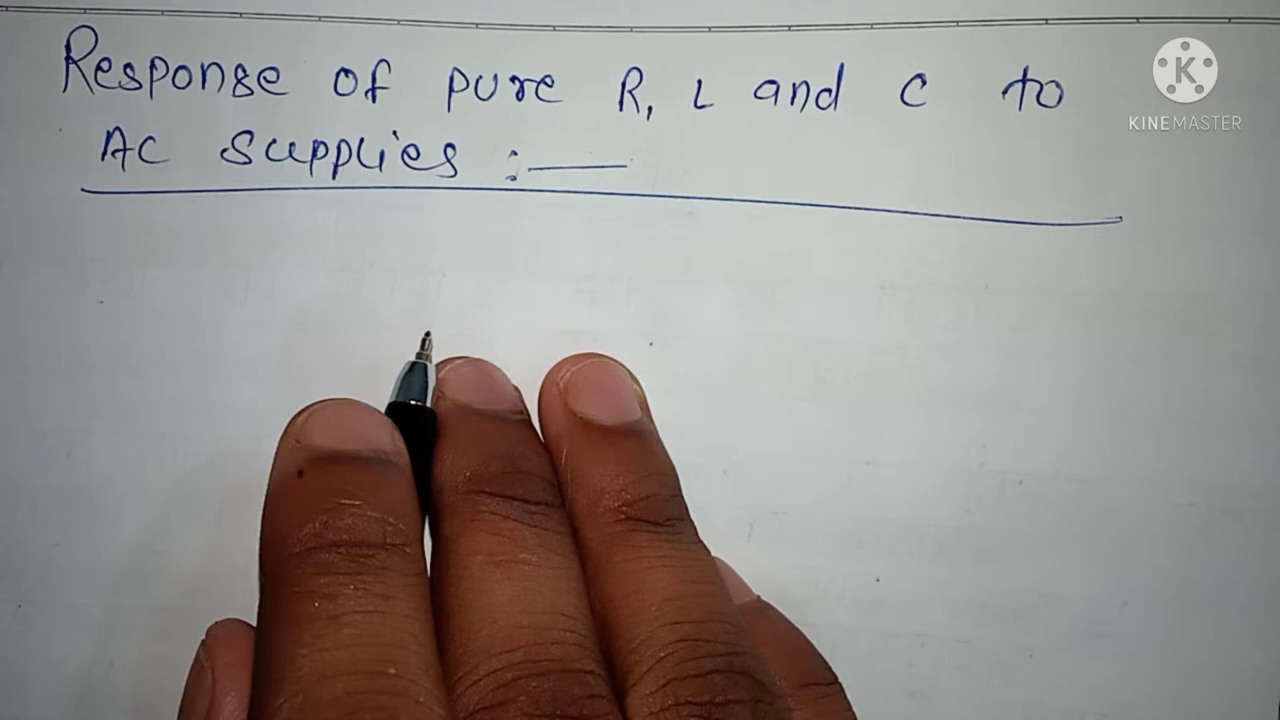 Response of pure R, L and C to
AC Supplies :—
K
KINEMASTER